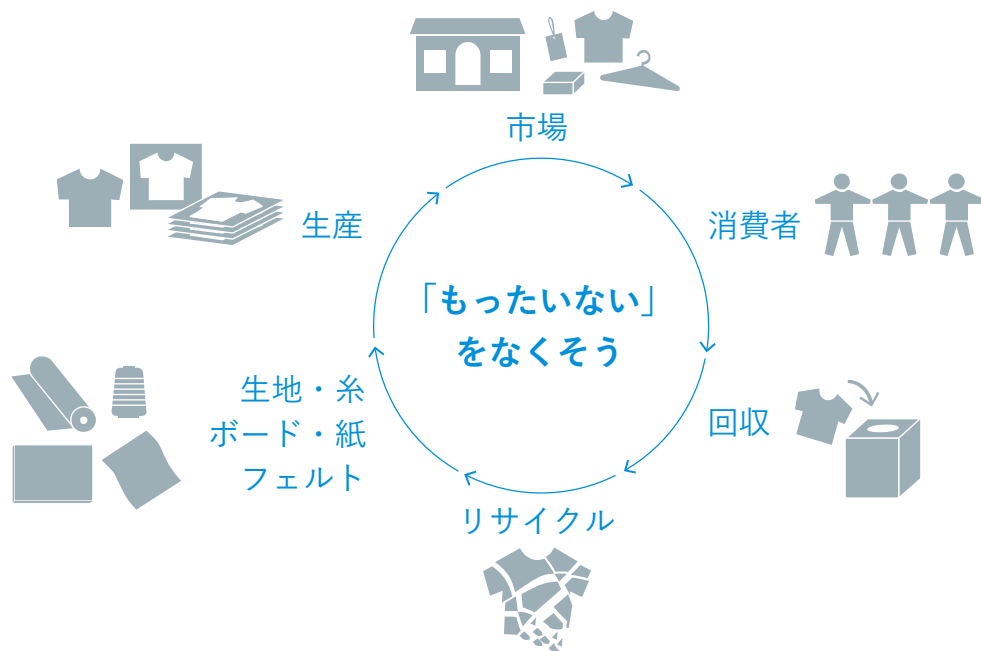 市場
消費者
回収
リサイクル
生地・糸
ボード・紙
フェルト
生産
「もったいない」
をなくそう